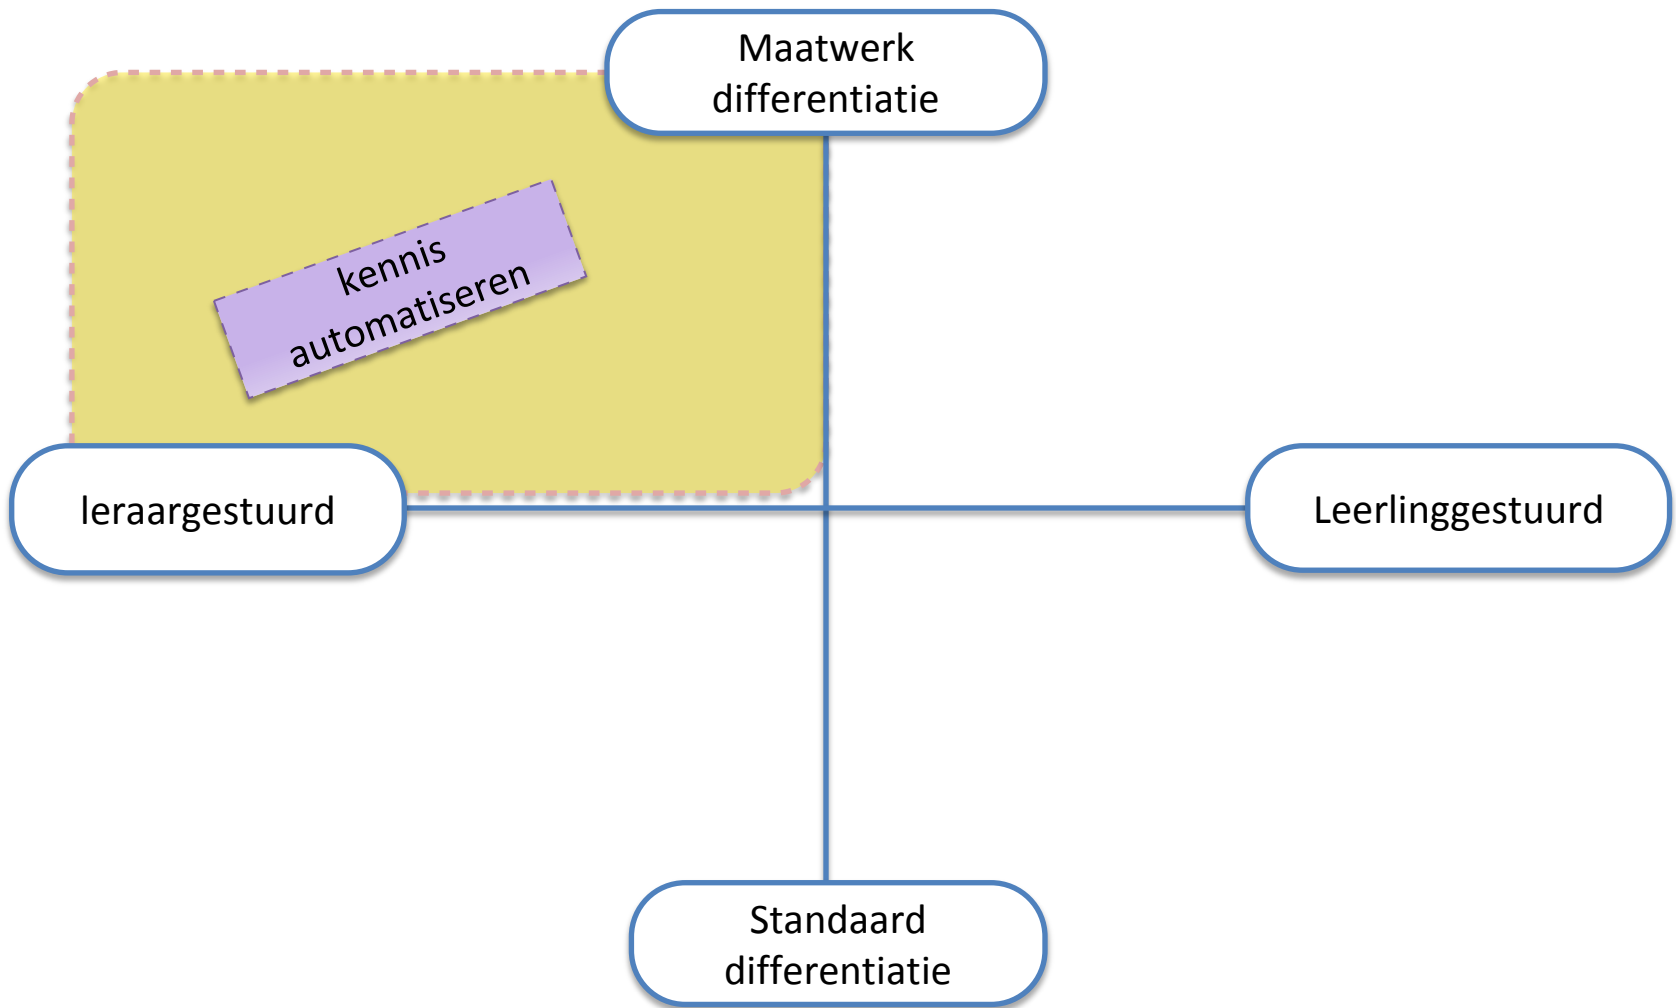 Maatwerk
differentiatie
kennis
automatiseren
leraargestuurd
Leerlinggestuurd
Standaard
differentiatie